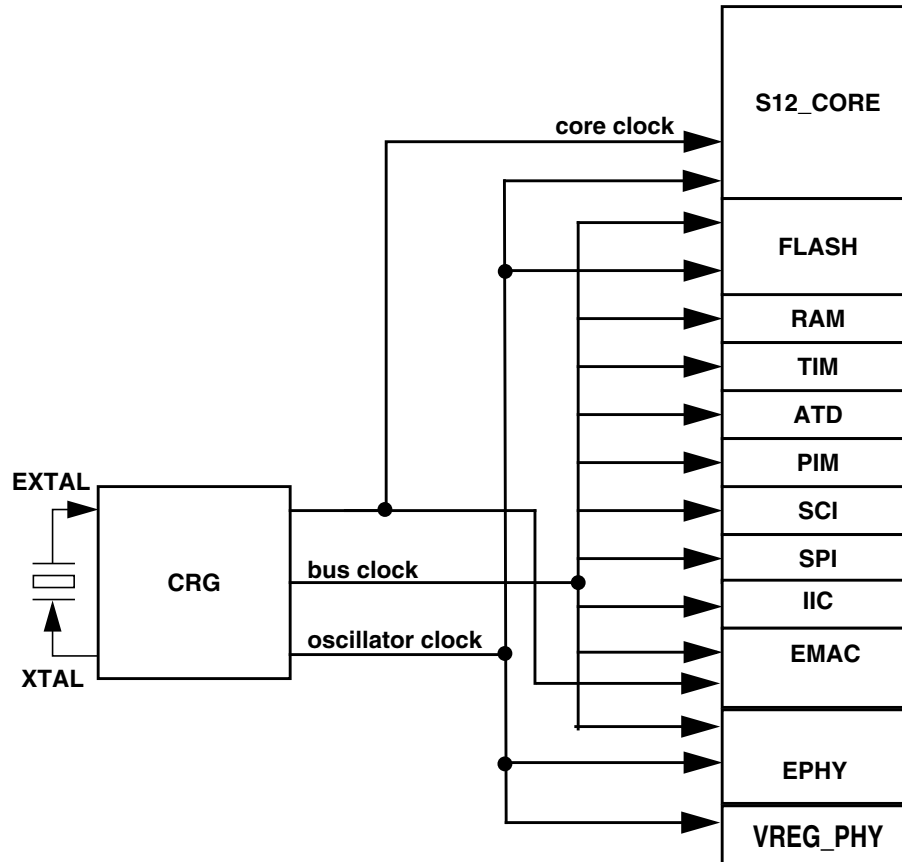 S12_CORE
core clock
FLASH
RAM
TIM
ATD
PIM
EXTAL
SCI
SPI
CRG
bus clock
IIC
oscillator clock
EMAC
XTAL
EPHY
VREG_PHY